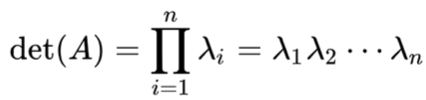 det(A) = ∏_{i=1}^{n} λ_i = λ_1 λ_2 ⋯ λ_n